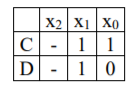 x₂ x₁ x₀
C - 1 1
D - 1 0